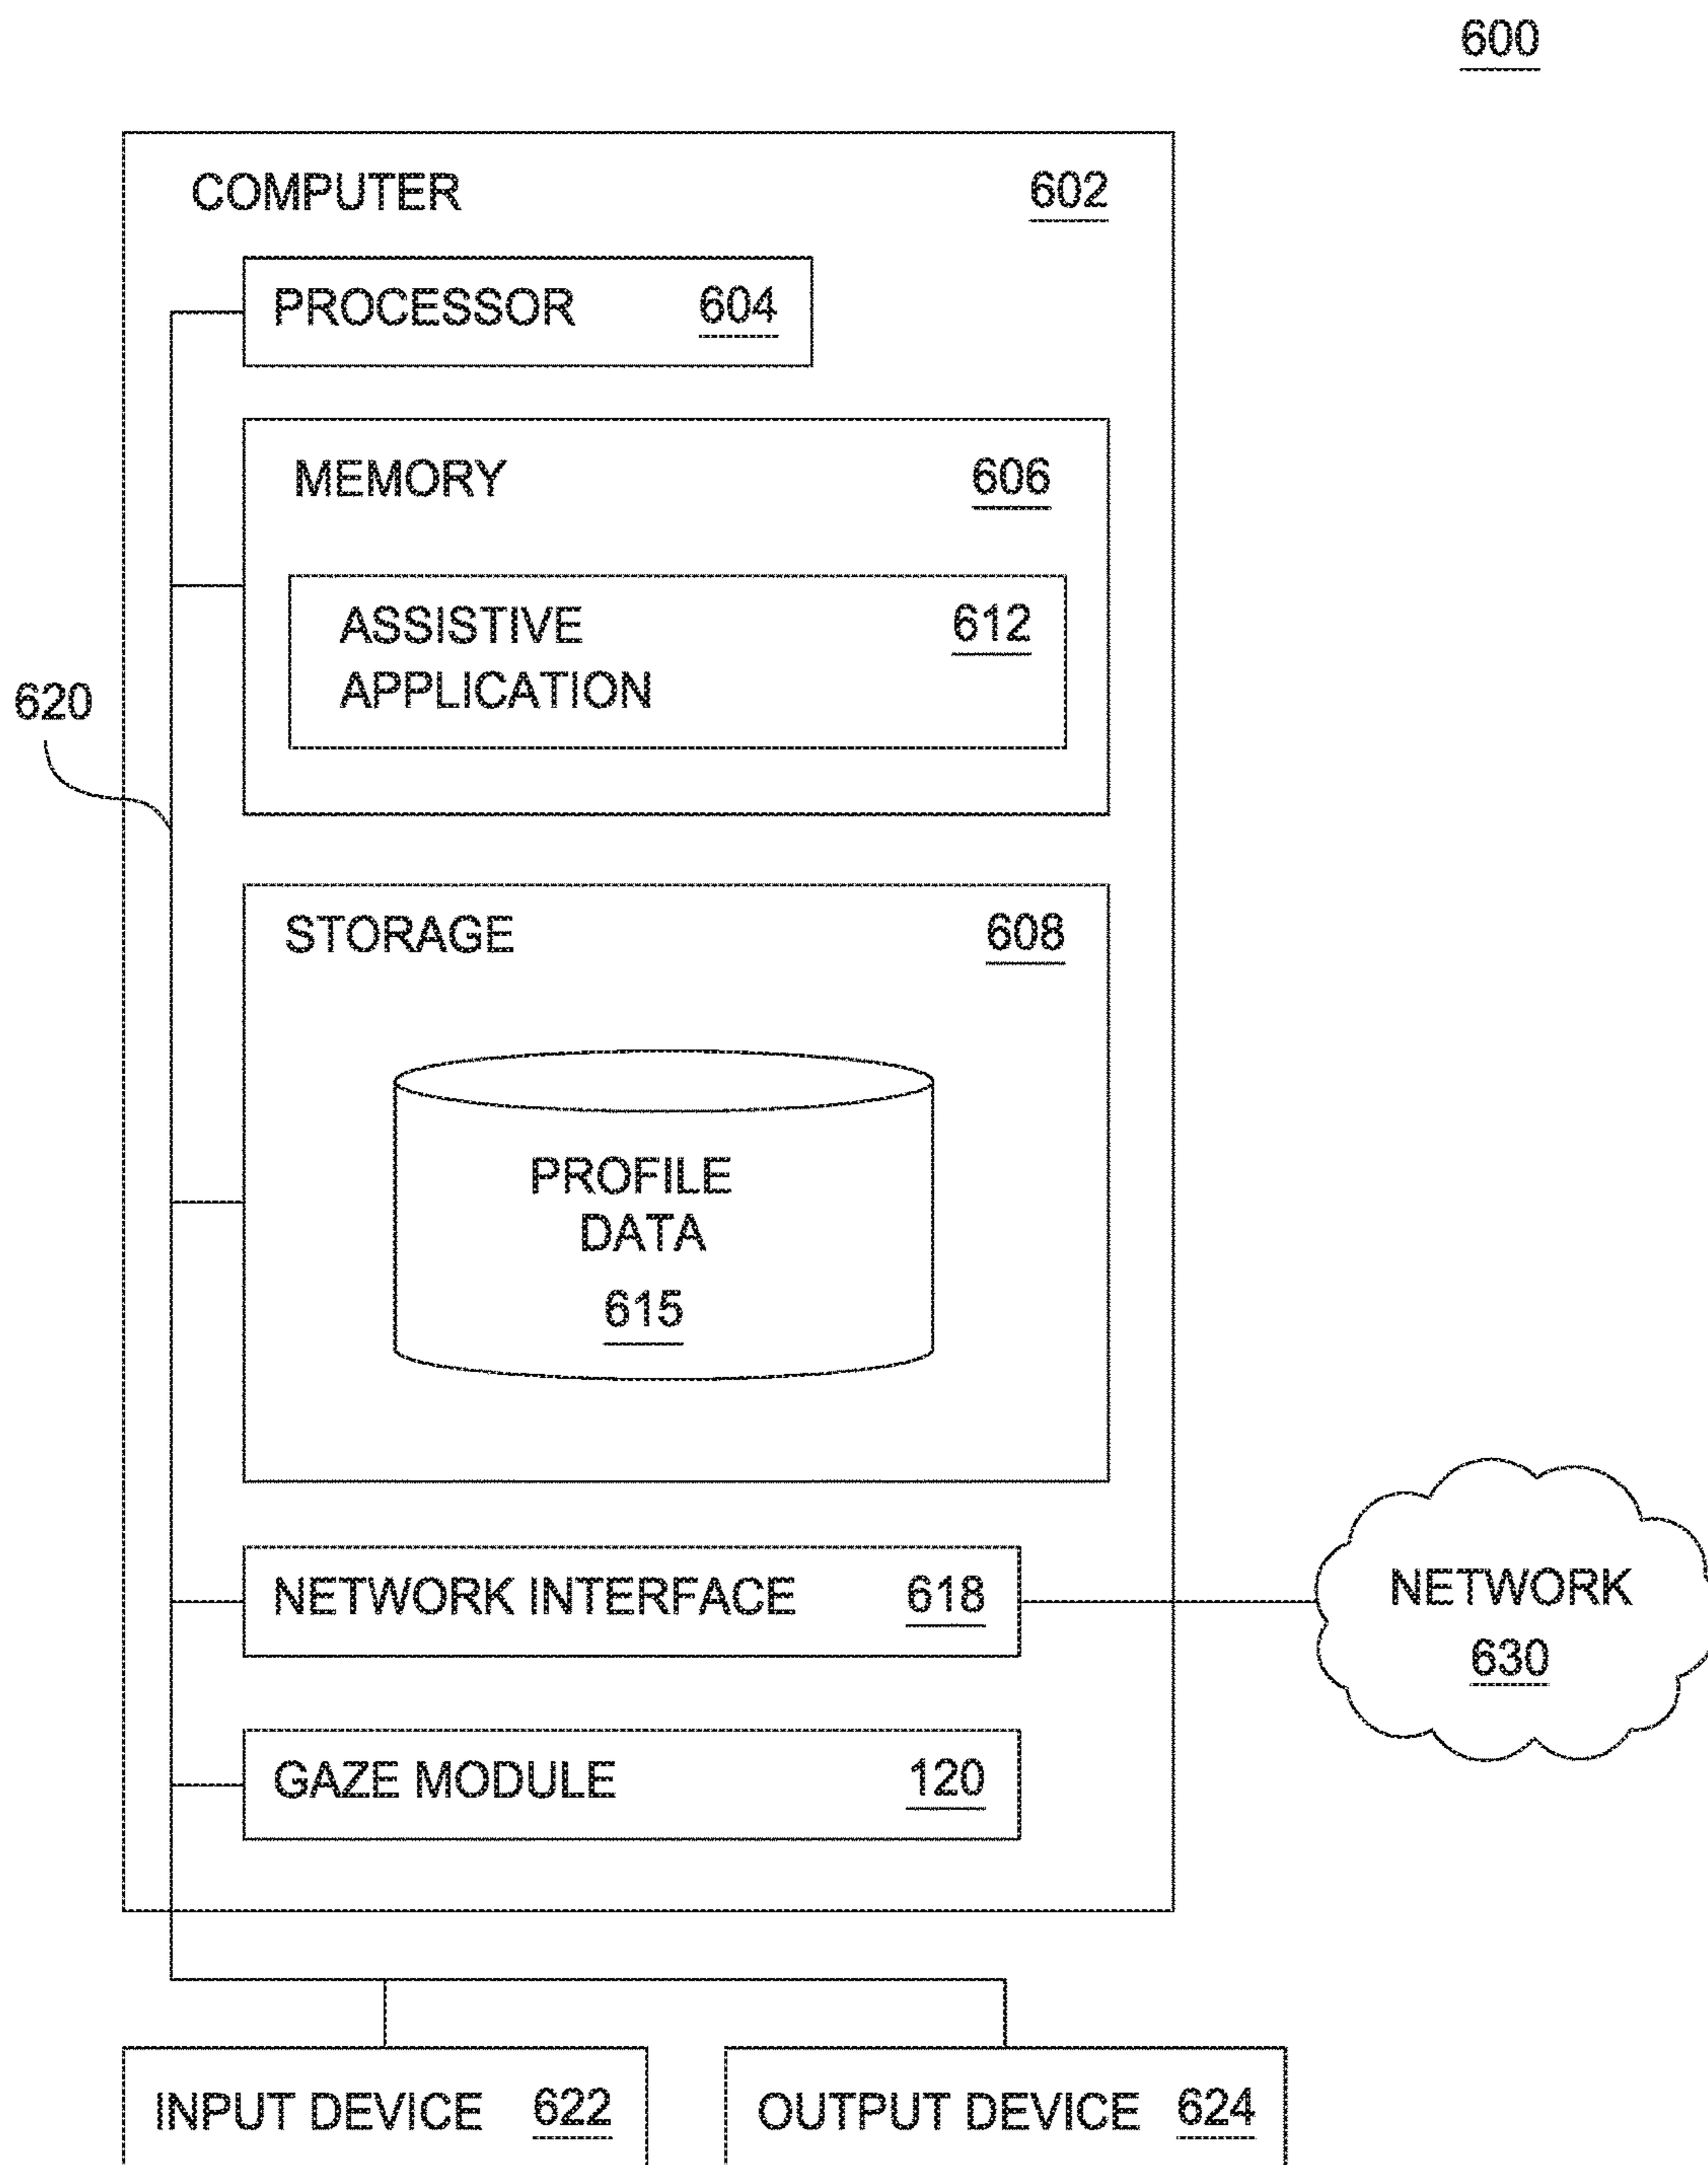 600
COMPUTER 602
PROCESSOR 604
MEMORY 606
ASSISTIVE 612
APPLICATION
620
STORAGE 608
PROFILE
DATA
615
NETWORK INTERFACE 618
NETWORK
630
GAZE MODULE 120
INPUT DEVICE 622
OUTPUT DEVICE 624